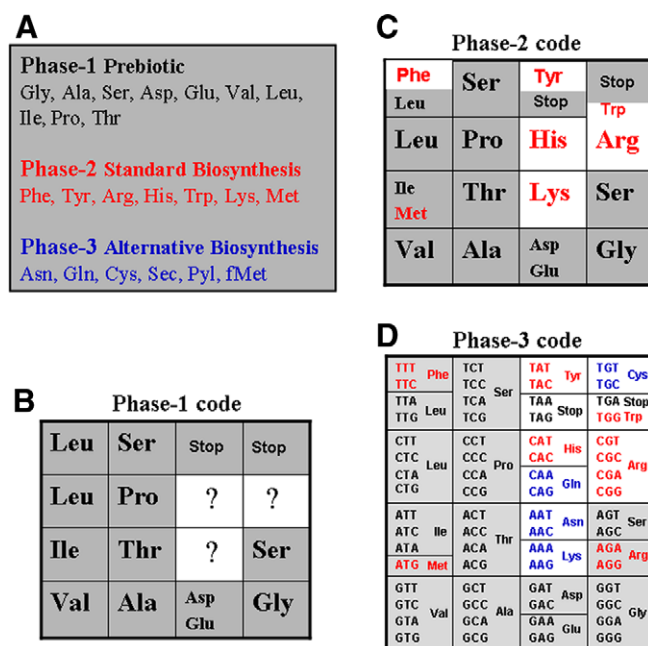 A
Phase-1 Prebiotic
Gly, Ala, Ser, Asp, Glu, Val, Leu,
Ile, Pro, Thr
Phase-2 Standard Biosynthesis
Phe, Tyr, Arg, His, Trp, Lys, Met
Phase-3 Alternative Biosynthesis
Asn, Gln, Cys, Sec, Pyl, fMet
B
Phase-1 code
Leu Ser Stop Stop
Leu Pro ? ?
Ile Thr ? Ser
Val Ala Asp Gly
Glu
C
Phase-2 code
Phe Ser Tyr Stop
Leu Stop Trp
Leu Pro His Arg
Ile Thr Lys Ser
Met
Val Ala Asp Gly
Glu
D
Phase-3 code
TTT Phe TCT Ser TAT Tyr TGT Cys
TTC TCC TAC TGC
TTA Leu TCA TAA Stop TGA Stop
TTG TCG TAG TGG Trp
CTT Leu CCT Pro CAT His CGT Arg
CTC CCC CAC CGC
CTA CCA CAA Gln CGA
CTG CCG CAG CGG
ATT Ile ACT Thr AAT Asn AGT Ser
ATC ACC AAC AGC
ATA ACA AAA Lys AGA Arg
ATG Met ACG AAG AGG
GTT Val GCT Ala GAT Asp GGT Gly
GTC GCC GAC GGC
GTA GCA GAA Glu GGA
GTG GCG GAG GGG